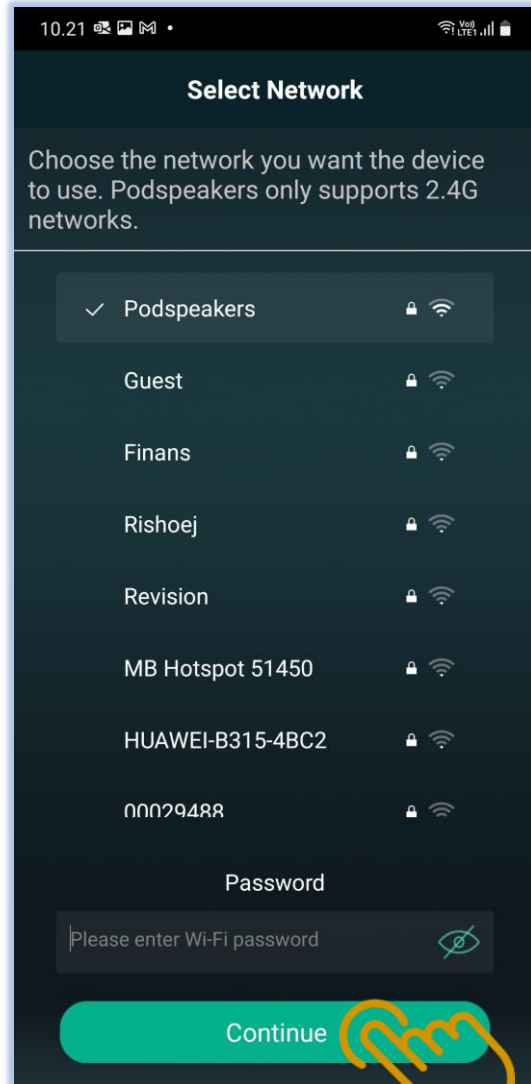 10.21
Vo)) LTE1
Select Network
Choose the network you want the device
to use. Podspeakers only supports 2.4G
networks.
Podspeakers
Guest
Finans
Rishoej
Revision
MB Hotspot 51450
HUAWEI-B315-4BC2
00029488
Password
Please enter Wi-Fi password
Continue